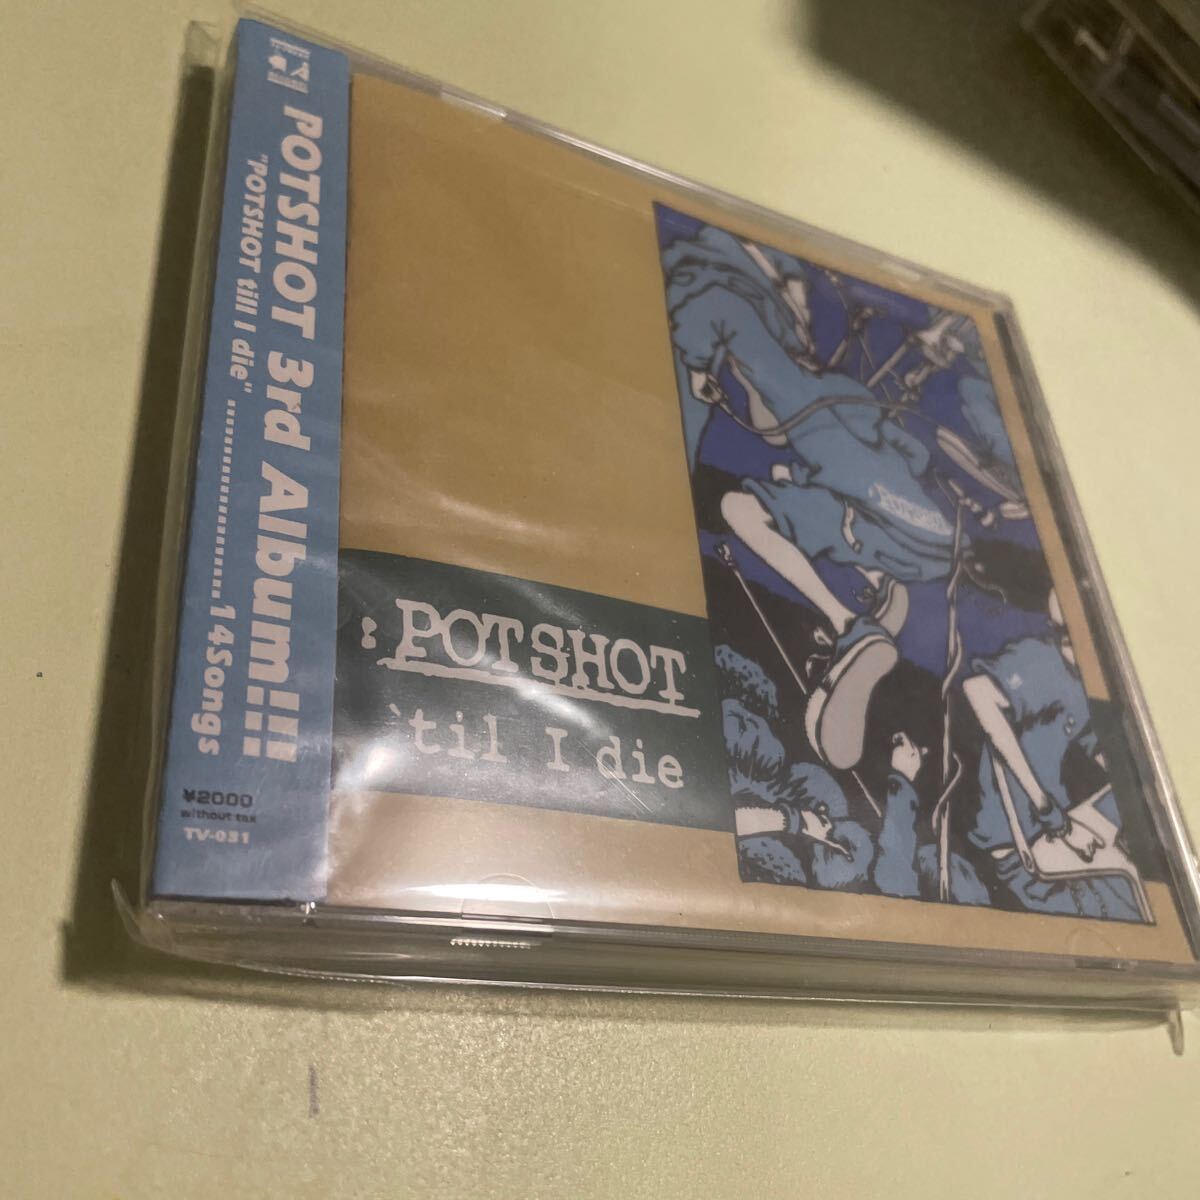 POTSHOT 3rd Album!!!
"POTSHOT till I die" ........................14Songs
¥2000
without tax
TV-031
:POTSHOT
`til I die